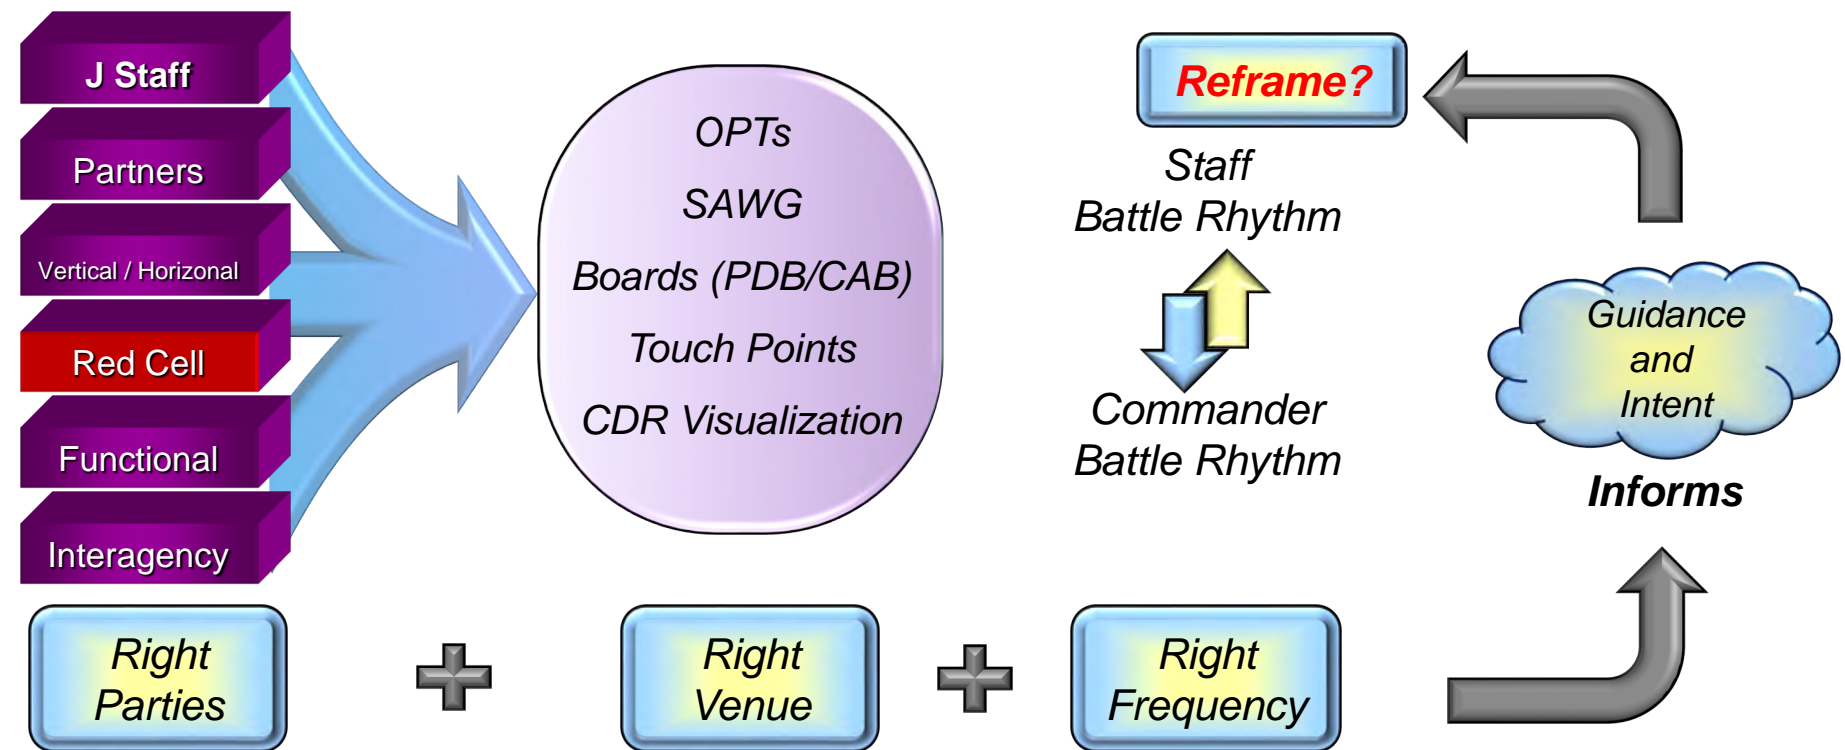 J Staff
Partners
Vertical / Horizonal
Red Cell
Functional
Interagency
OPTs
SAWG
Boards (PDB/CAB)
Touch Points
CDR Visualization
Reframe?
Staff
Battle Rhythm
Commander
Battle Rhythm
Guidance
and
Intent
Informs
Right
Parties
Right
Venue
Right
Frequency